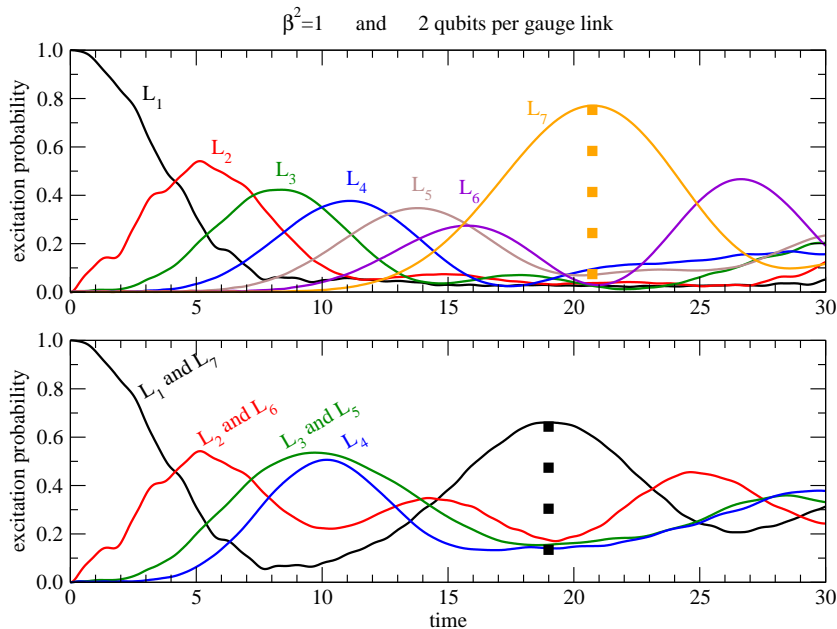 β²=1 and 2 qubits per gauge link
excitation probability
1.0
0.8
0.6
0.4
0.2
0.0
L₁
L₂
L₃
L₄
L₅
L₆
L₇
0 5 10 15 20 25 30
excitation probability
1.0
0.8
0.6
0.4
0.2
0.0
L₁ and L₇
L₂ and L₆
L₃ and L₅
L₄
0 5 10 15 20 25 30
time